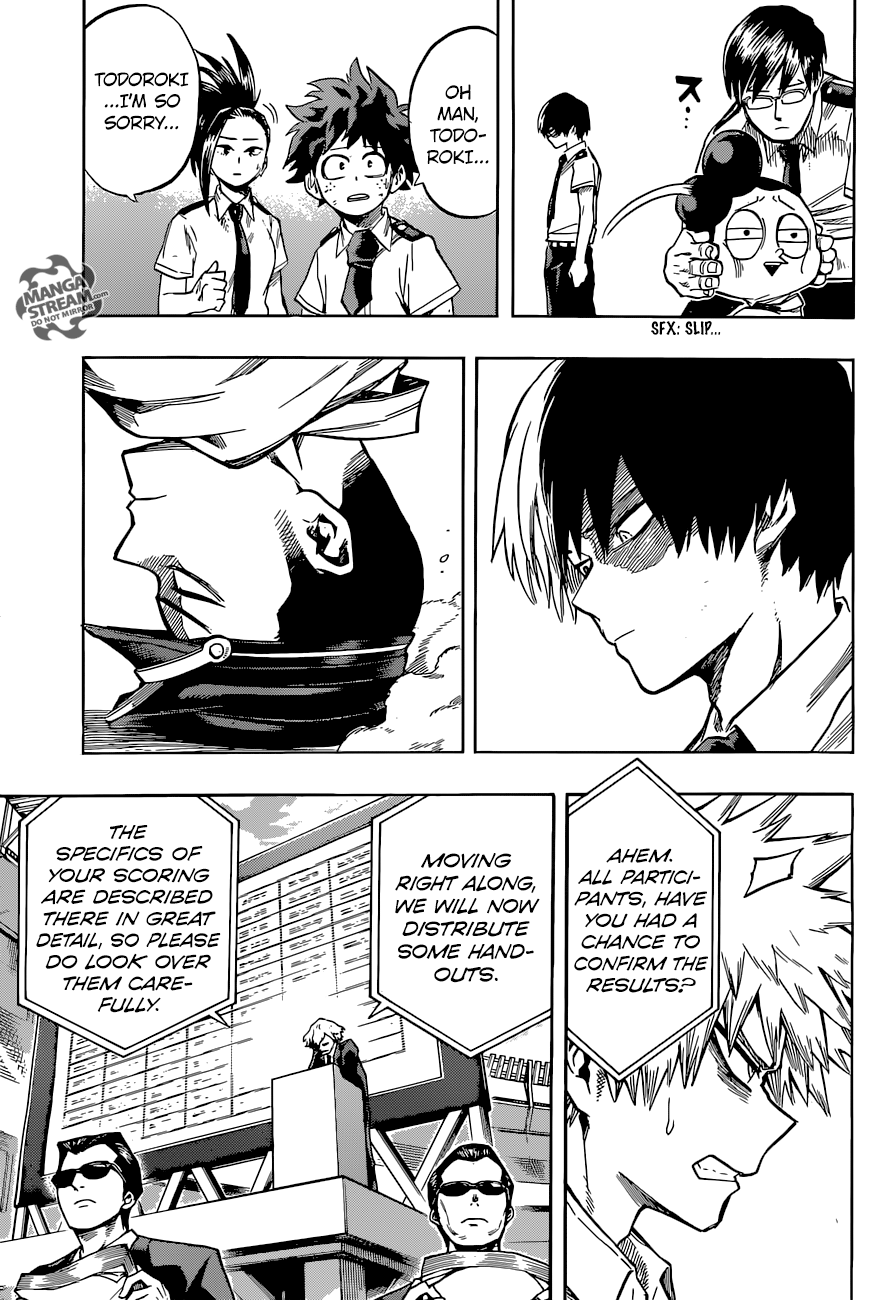 ス
SFX: SLIP...
OH
MAN,
TODO-
ROKI...
TODOROKI
...I'M SO
SORRY...
MANGA
STREAM.com
DO NOT MIRROR
AHEM.
ALL PARTICI-
PANTS, HAVE
YOU HAD A
CHANCE TO
CONFIRM THE
RESULTS?
MOVING
RIGHT ALONG,
WE WILL NOW
DISTRIBUTE
SOME HAND-
OUTS.
THE
SPECIFICS OF
YOUR SCORING
ARE DESCRIBED
THERE IN GREAT
DETAIL, SO PLEASE
DO LOOK OVER
THEM CARE-
FULLY.